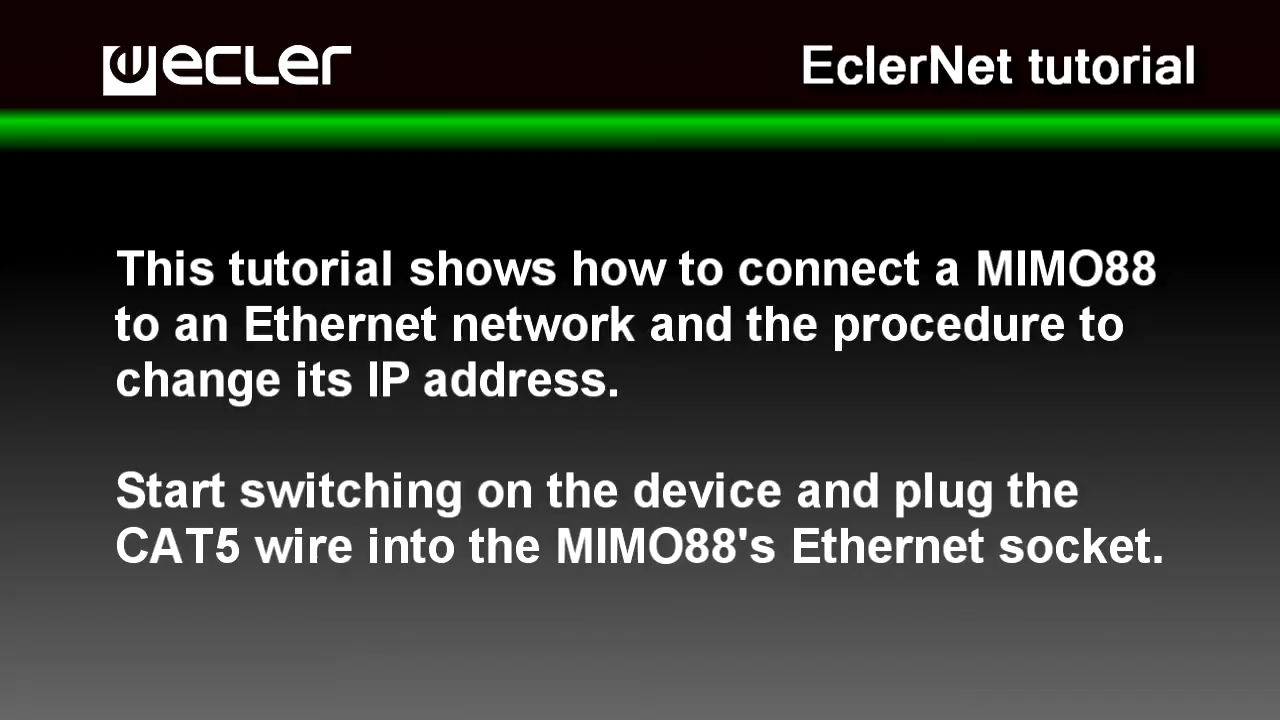 ecler
EclerNet tutorial
This tutorial shows how to connect a MIMO88
to an Ethernet network and the procedure to
change its IP address.
Start switching on the device and plug the
CAT5 wire into the MIMO88's Ethernet socket.